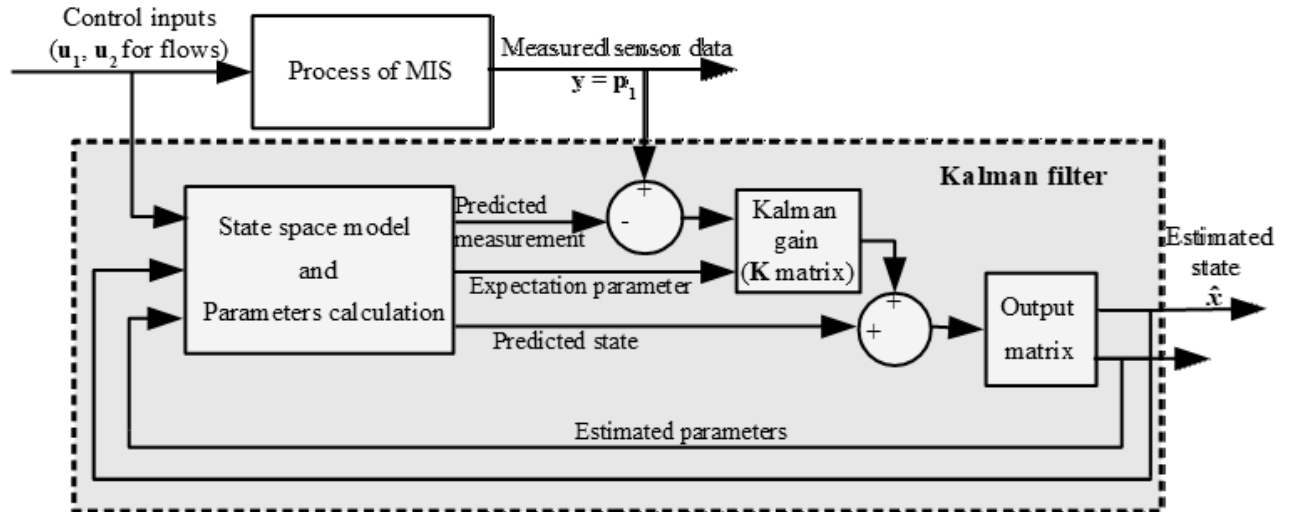 Control inputs
(u1, u2 for flows)
Process of MIS
Measured sensor data
y = p1
Kalman filter
State space model
and
Parameters calculation
Predicted
measurement
+
-
Kalman
gain
(K matrix)
Expectation parameter
Predicted state
+
+
Output
matrix
Estimated
state
x̂
Estimated parameters